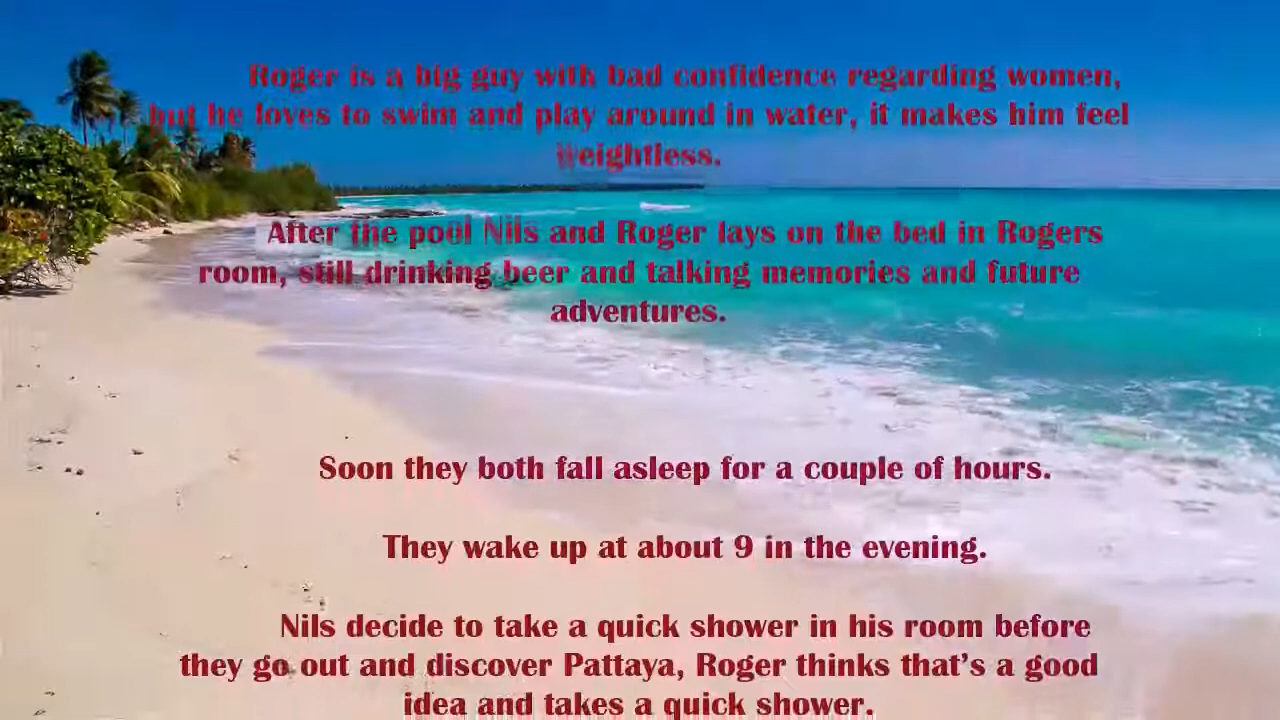 Roger is a big guy with bad confidence regarding women,
but he loves to swim and play around in water, it makes him feel
weightless.
After the pool Nils and Roger lays on the bed in Rogers
room, still drinking beer and talking memories and future
adventures.
Soon they both fall asleep for a couple of hours.
They wake up at about 9 in the evening.
Nils decide to take a quick shower in his room before
they go out and discover Pattaya, Roger thinks that’s a good
idea and takes a quick shower.